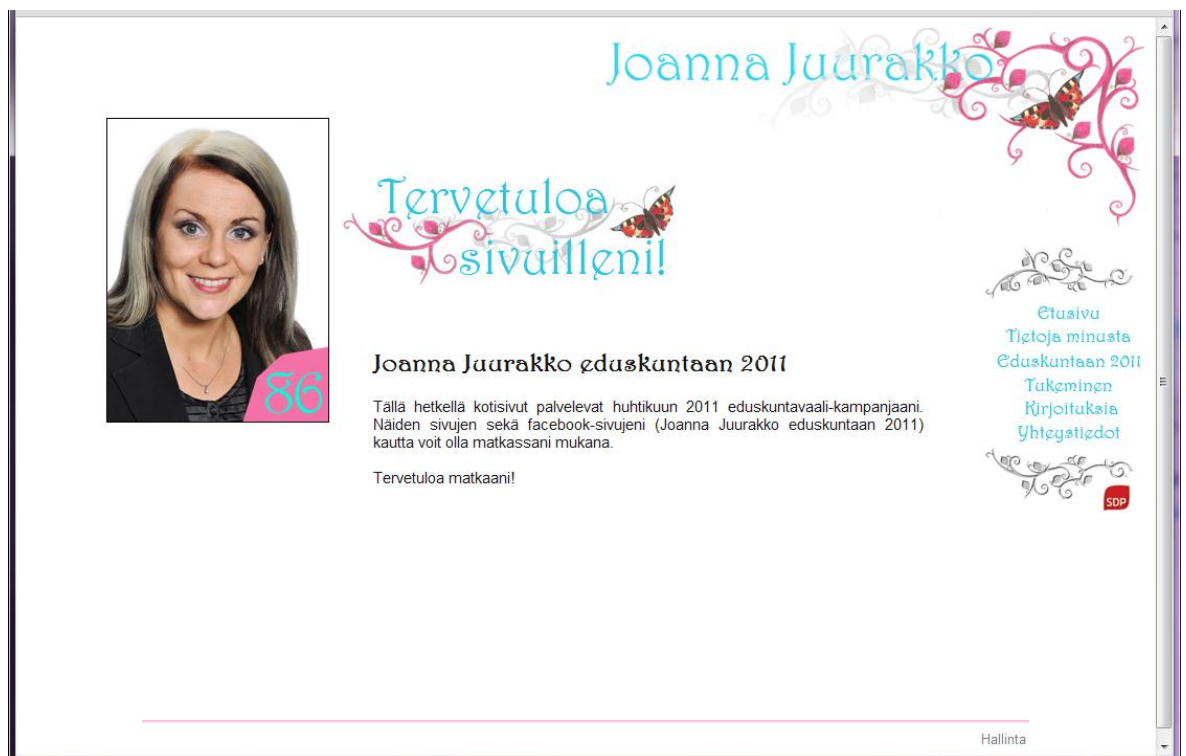 Joanna Juurakko
Tervetuloa
sivuilleni!
86
Joanna Juurakko eduskuntaan 2011
Tällä hetkellä kotisivut palvelevat huhtikuun 2011 eduskuntavaali-kampanjaani.
Näiden sivujen sekä facebook-sivujeni (Joanna Juurakko eduskuntaan 2011)
kautta voit olla matkassani mukana.
Tervetuloa matkaani!
Etusivu
Tietoja minusta
Eduskuntaan 2011
Tukeminen
Kirjoituksia
Yhteystiedot
SDP
Hallinta